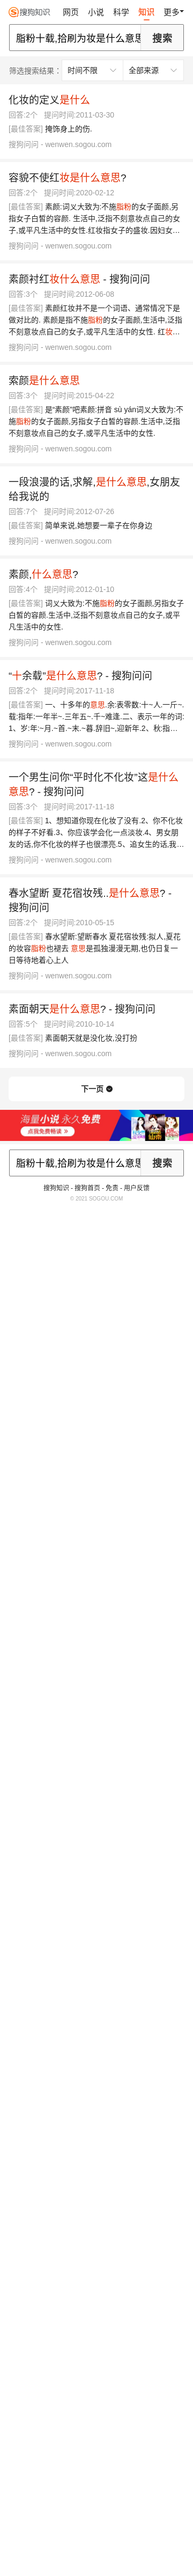 搜狗知识 网页 小说 科学 知识 更多
脂粉十载,拾刷为妆是什么意思 搜索
筛选搜索结果: 时间不限 全部来源
化妆的定义是什么
回答:2个 提问时间:2011-03-30
[最佳答案] 掩饰身上的伤.
搜狗问问 - wenwen.sogou.com
容貌不使红妆是什么意思?
回答:2个 提问时间:2020-02-12
[最佳答案] 素颜:词义大致为:不施脂粉的女子面颜,另
指女子白皙的容颜. 生活中,泛指不刻意妆点自己的女
子,或平凡生活中的女性.红妆指女子的盛妆.因妇女...
搜狗问问 - wenwen.sogou.com
素颜衬红妆什么意思 - 搜狗问问
回答:3个 提问时间:2012-06-08
[最佳答案] 素颜红妆并不是一个词语、通常情况下是
做对比的. 素颜是指不施脂粉的女子面颜,生活中,泛指
不刻意妆点自己的女子,或平凡生活中的女性. 红妆...
搜狗问问 - wenwen.sogou.com
索颜是什么意思
回答:3个 提问时间:2015-04-22
[最佳答案] 是“素颜”吧素颜:拼音 sù yán词义大致为:不
施脂粉的女子面颜,另指女子白皙的容颜.生活中,泛指
不刻意妆点自己的女子,或平凡生活中的女性.
搜狗问问 - wenwen.sogou.com
一段浪漫的话,求解,是什么意思,女朋友
给我说的
回答:7个 提问时间:2012-07-26
[最佳答案] 简单来说,她想要一辈子在你身边
搜狗问问 - wenwen.sogou.com
素颜,什么意思?
回答:4个 提问时间:2012-01-10
[最佳答案] 词义大致为:不施脂粉的女子面颜,另指女子
白皙的容颜.生活中,泛指不刻意妆点自己的女子,或平
凡生活中的女性.
搜狗问问 - wenwen.sogou.com
“十余载”是什么意思? - 搜狗问问
回答:2个 提问时间:2017-11-18
[最佳答案] 一、十多年的意思.余:表零数:十~人.一斤~.
载:指年:一年半~.三年五~.千~难逢.二、表示一年的词:
1、岁:年:~月.~首.~末.~暮.辞旧~,迎新年.2、秋:指...
搜狗问问 - wenwen.sogou.com
一个男生问你“平时化不化妆”这是什么
意思? - 搜狗问问
回答:3个 提问时间:2017-11-18
[最佳答案] 1、想知道你现在化妆了没有.2、你不化妆
的样子不好看.3、你应该学会化一点淡妆.4、男女朋友
的话,你不化妆的样子也很漂亮.5、追女生的话,我...
搜狗问问 - wenwen.sogou.com
春水望断 夏花宿妆残..是什么意思? -
搜狗问问
回答:2个 提问时间:2010-05-15
[最佳答案] 春水望断:望断春水 夏花宿妆残:拟人,夏花
的妆容脂粉也褪去 意思是孤独漫漫无期,也仍日复一
日等待地着心上人
搜狗问问 - wenwen.sogou.com
素面朝天是什么意思? - 搜狗问问
回答:5个 提问时间:2010-10-14
[最佳答案] 素面朝天就是没化妆,没打扮
搜狗问问 - wenwen.sogou.com
下一页
海量小说 永久免费
点我免费畅读>>
脂粉十载,拾刷为妆是什么意思 搜索
搜狗知识 - 搜狗首页 - 免责 - 用户反馈
© 2021 SOGOU.COM